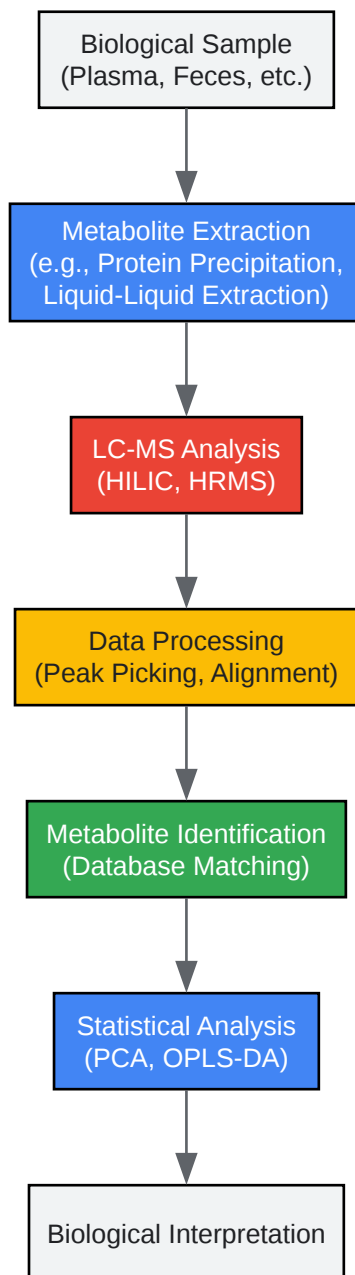 Biological Sample
(Plasma, Feces, etc.)
Metabolite Extraction
(e.g., Protein Precipitation,
Liquid-Liquid Extraction)
LC-MS Analysis
(HILIC, HRMS)
Data Processing
(Peak Picking, Alignment)
Metabolite Identification
(Database Matching)
Statistical Analysis
(PCA, OPLS-DA)
Biological Interpretation